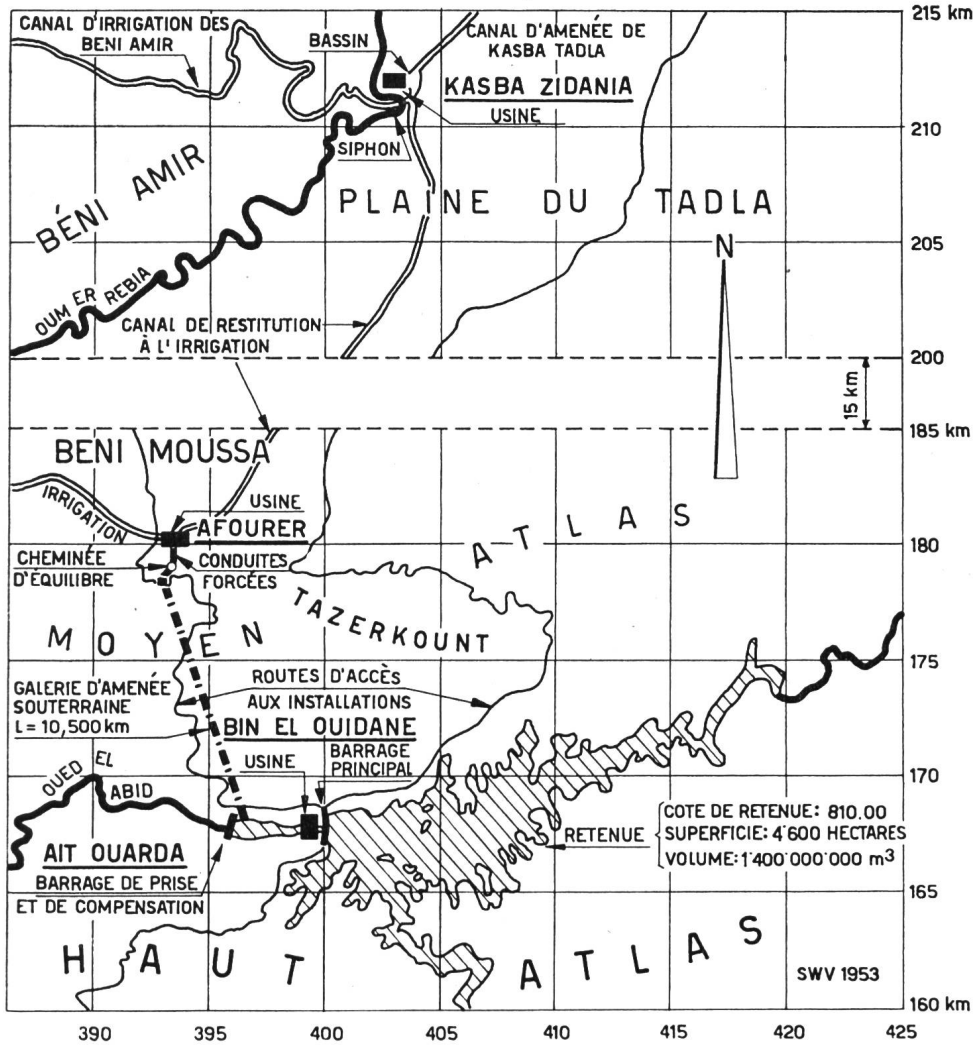 CANAL D'IRRIGATION DES
BENI AMIR
BASSIN
CANAL D'AMENÉE DE
KASBA TADLA
215 km
KASBA ZIDANIA
USINE
SIPHON
210
BÉNI AMIR
PLAINE DU TADLA
205
N
OUM ER REBIA
CANAL DE RESTITUTION
À L'IRRIGATION
200
15 km
185 km
BENI MOUSSA
IRRIGATION
USINE
AFOURER
ATLAS
180
CHEMINÉE
D'ÉQUILIBRE
CONDUITES
FORCÉES
TAZERKOUNT
MOYEN
175
GALERIE D'AMENÉE
SOUTERRAINE
L = 10,500 km
ROUTES D'ACCÈS
AUX INSTALLATIONS
BIN EL OUIDANE
USINE
BARRAGE
PRINCIPAL
170
OUED EL
ABID
RETENUE
COTE DE RETENUE: 810.00
SUPERFICIE: 4'600 HECTARES
VOLUME: 1'400'000'000 m³
AIT OUARDA
BARRAGE DE PRISE
ET DE COMPENSATION
165
HAUT ATLAS
SWV 1953
160 km
390 395 400 405 410 415 420 425